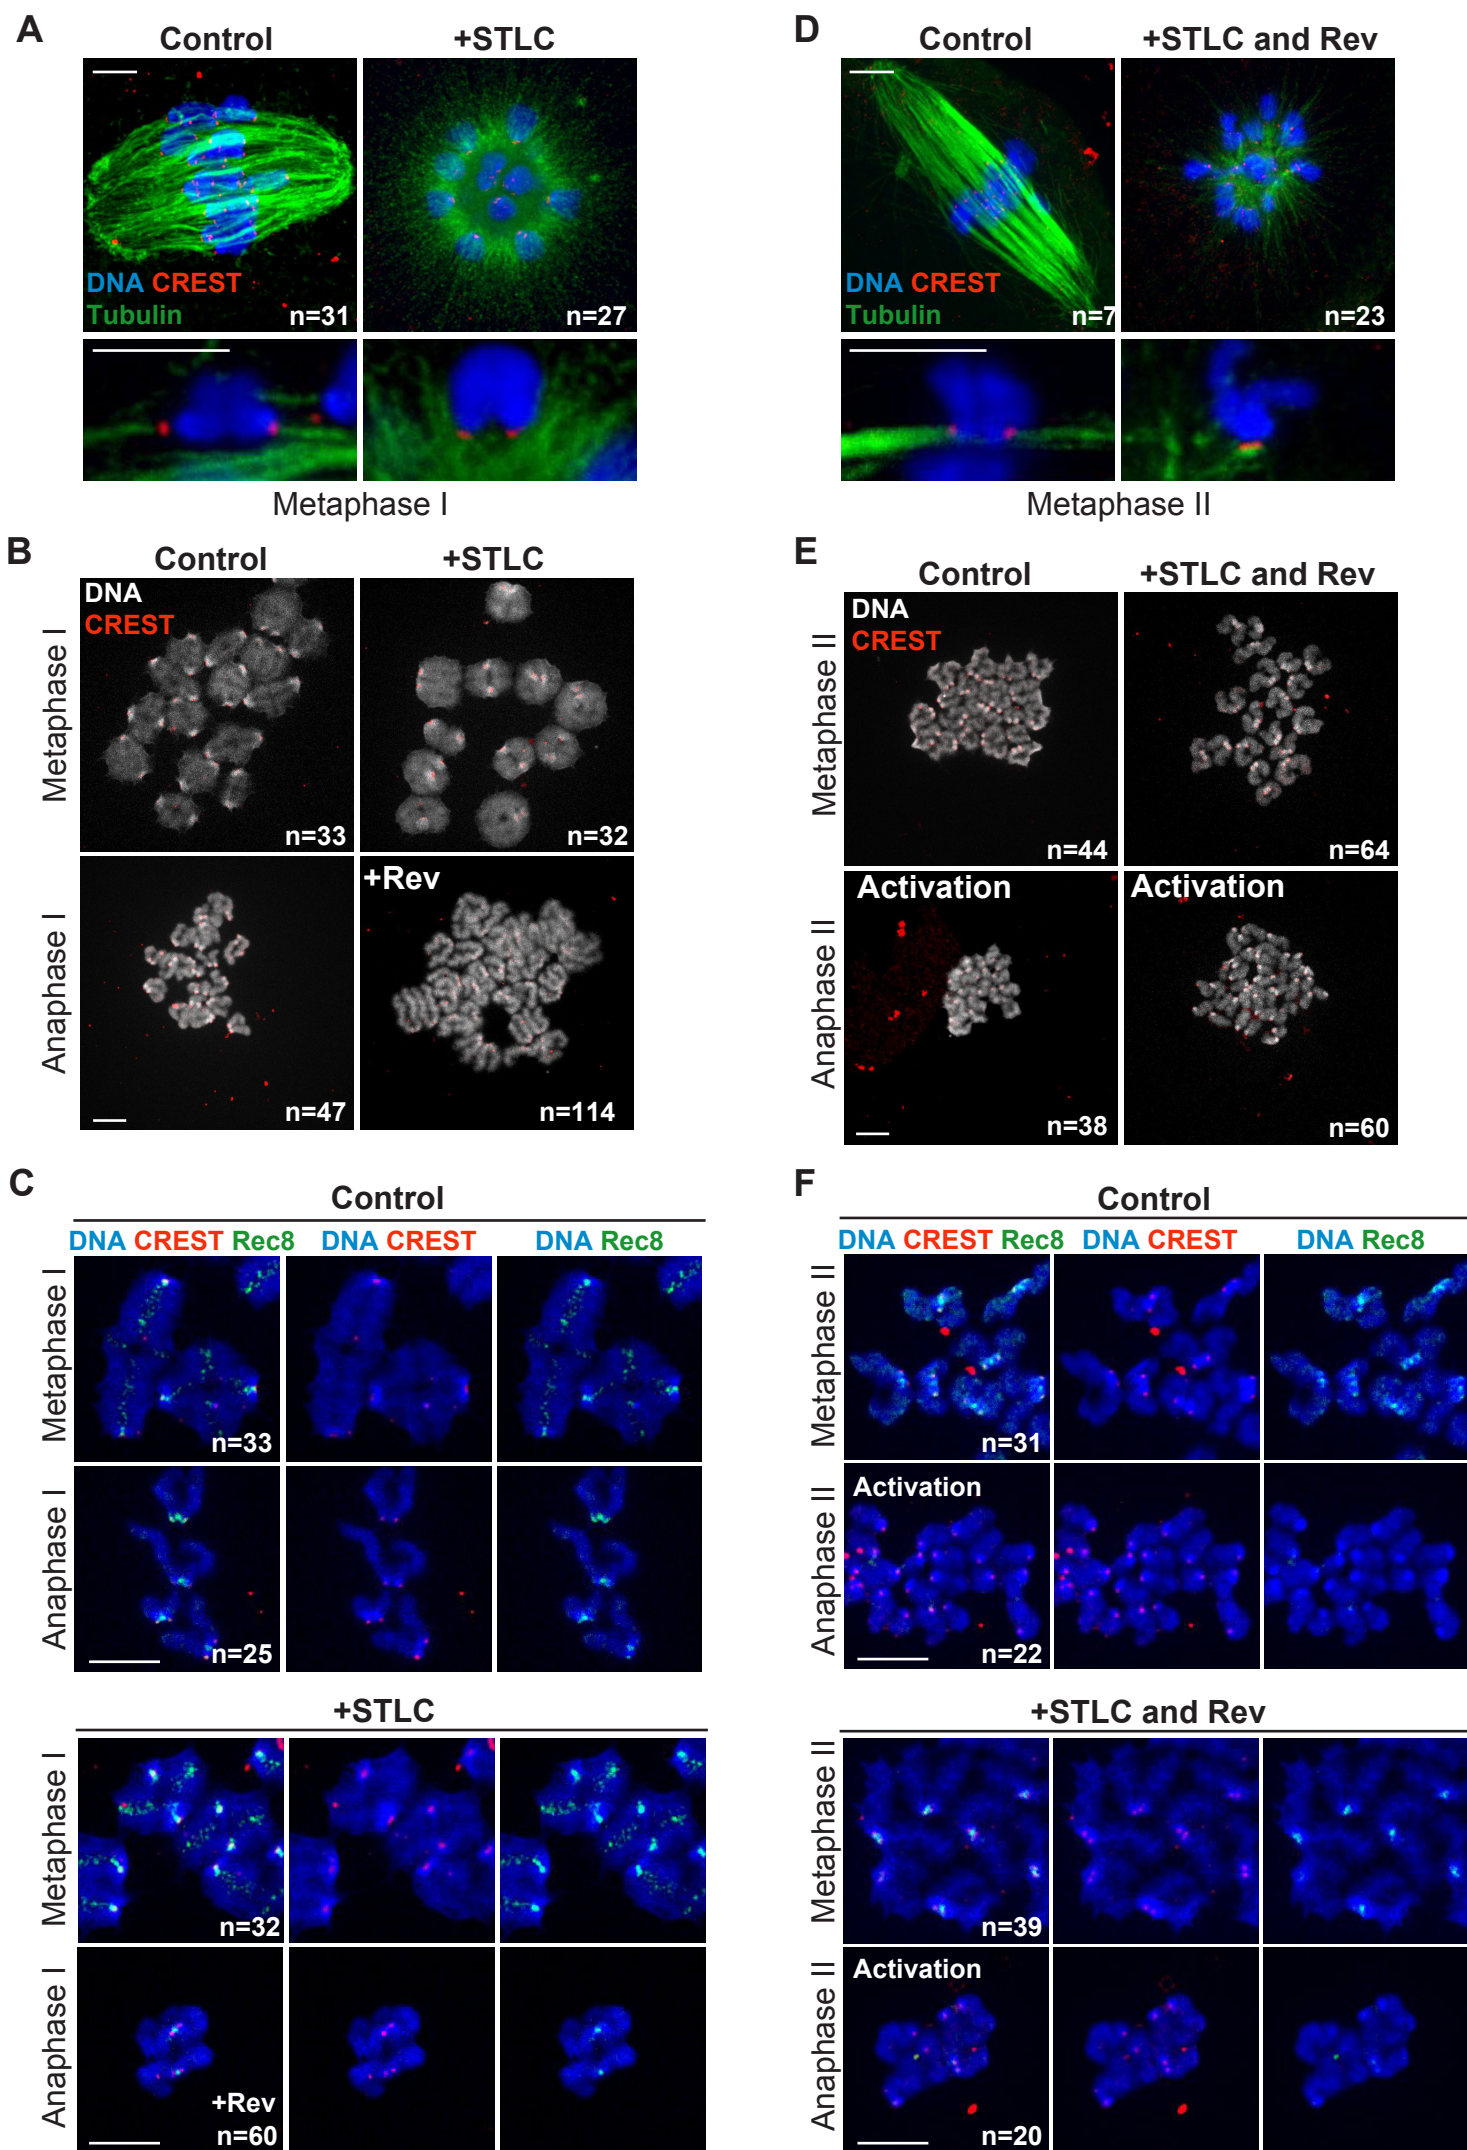 A
Control
+STLC
DNA CREST
Tubulin
n=31
n=27
Metaphase I
B
Control
+STLC
Metaphase I
DNA
CREST
n=33
n=32
Anaphase I
+Rev
n=47
n=114
C
Control
DNA CREST Rec8
DNA CREST
DNA Rec8
Metaphase I
n=33
Anaphase I
n=25
+STLC
Metaphase I
n=32
Anaphase I
+Rev
n=60
D
Control
+STLC and Rev
DNA CREST
Tubulin
n=7
n=23
Metaphase II
E
Control
+STLC and Rev
Metaphase II
DNA
CREST
n=44
n=64
Anaphase II
Activation
Activation
n=38
n=60
F
Control
DNA CREST Rec8
DNA CREST
DNA Rec8
Metaphase II
n=31
Anaphase II
Activation
n=22
+STLC and Rev
Metaphase II
n=39
Anaphase II
Activation
n=20